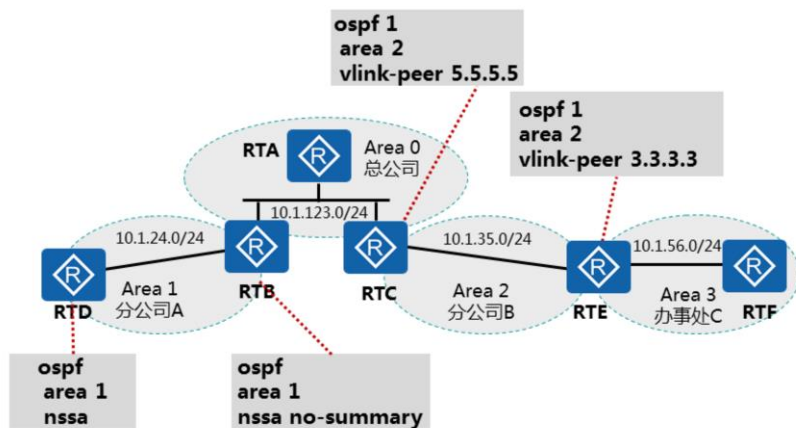 ospf 1
area 2
vlink-peer 5.5.5.5
ospf 1
area 2
vlink-peer 3.3.3.3
RTA
R
Area 0
总公司
10.1.123.0/24
10.1.24.0/24
10.1.35.0/24
10.1.56.0/24
R
R
R
R
R
RTD
Area 1
分公司A
RTB
RTC
Area 2
分公司B
RTE
Area 3
办事处C
RTF
ospf
area 1
nssa
ospf
area 1
nssa no-summary